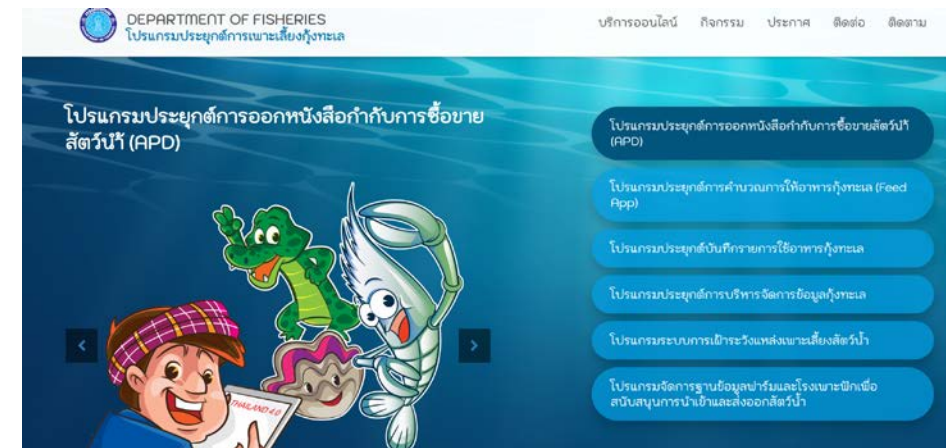 DEPARTMENT OF FISHERIES
โปรแกรมประยุกต์การเพาะเลี้ยงกุ้งทะเล
บริการออนไลน์ กิจกรรม ประกาศ ติดต่อ ติดตาม
โปรแกรมประยุกต์การออกหนังสือกำกับการซื้อขาย
สัตว์น้ำ (APD)
โปรแกรมประยุกต์การออกหนังสือกำกับการซื้อขายสัตว์น้ำ
(APD)
โปรแกรมประยุกต์การคำนวณการให้อาหารกุ้งทะเล (Feed
App)
โปรแกรมประยุกต์บันทึกรายการใช้อาหารกุ้งทะเล
โปรแกรมประยุกต์การบริหารจัดการข้อมูลกุ้งทะเล
โปรแกรมระบบการเฝ้าระวังแหล่งเพาะเลี้ยงสัตว์น้ำ
โปรแกรมจัดการฐานข้อมูลฟาร์มและโรงเพาะฟักเพื่อ
สนับสนุนการนำเข้าและส่งออกสัตว์น้ำ
THAILAND 4.0